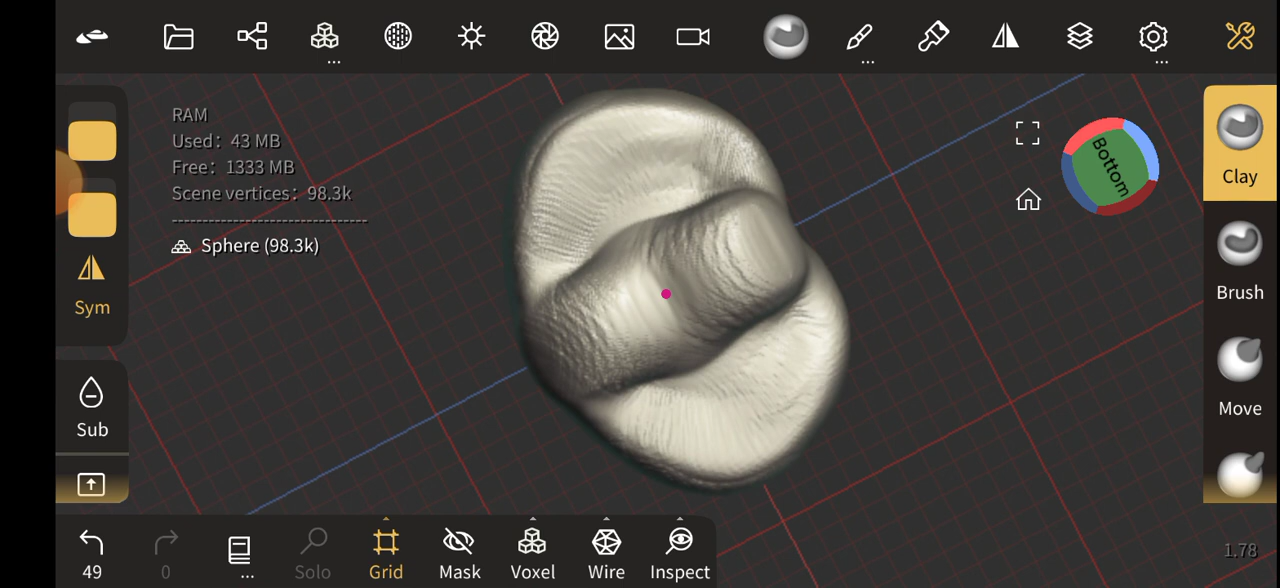 RAM
Used: 43 MB
Free: 1333 MB
Scene vertices: 98.3k
--------------------------------
Sphere (98.3k)
Bottom
Sym
Sub
Clay
Brush
Move
49
0
...
Solo
Grid
Mask
Voxel
Wire
Inspect
1.78